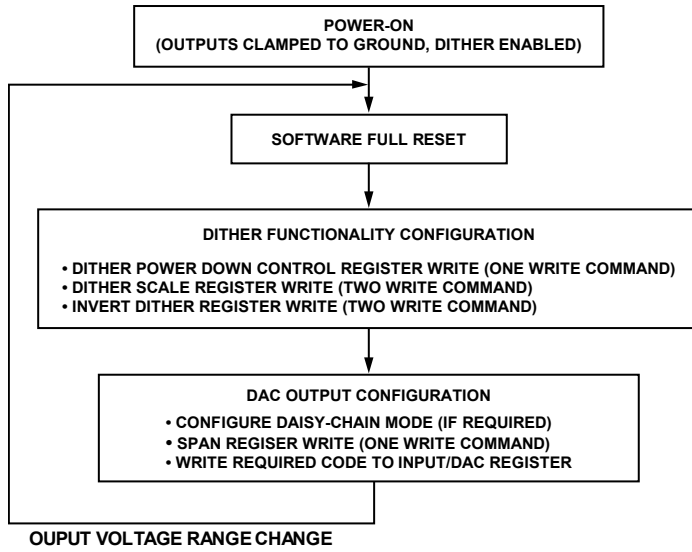 POWER-ON
(OUTPUTS CLAMPED TO GROUND, DITHER ENABLED)
SOFTWARE FULL RESET
DITHER FUNCTIONALITY CONFIGURATION
• DITHER POWER DOWN CONTROL REGISTER WRITE (ONE WRITE COMMAND)
• DITHER SCALE REGISTER WRITE (TWO WRITE COMMAND)
• INVERT DITHER REGISTER WRITE (TWO WRITE COMMAND)
DAC OUTPUT CONFIGURATION
• CONFIGURE DAISY-CHAIN MODE (IF REQUIRED)
• SPAN REGISER WRITE (ONE WRITE COMMAND)
• WRITE REQUIRED CODE TO INPUT/DAC REGISTER
OUPUT VOLTAGE RANGE CHANGE